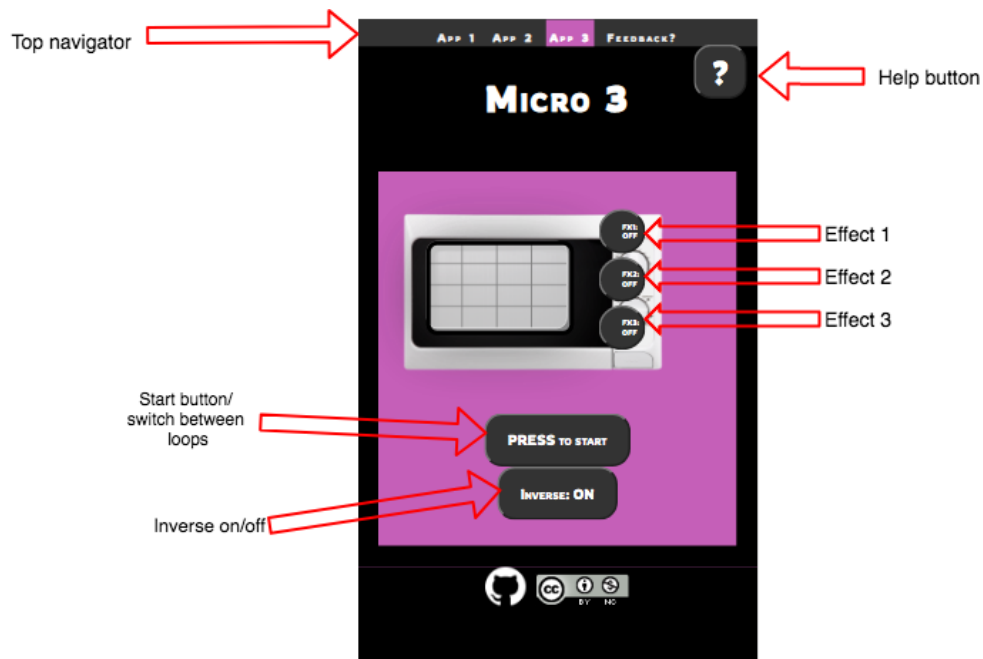 Top navigator
App 1 App 2 App 3 Feedback?
?
Help button
Micro 3
FX1:
OFF
Effect 1
FX2:
OFF
Effect 2
FX3:
OFF
Effect 3
Start button/
switch between
loops
PRESS to start
Inverse: ON
Inverse on/off
cc
BY NC